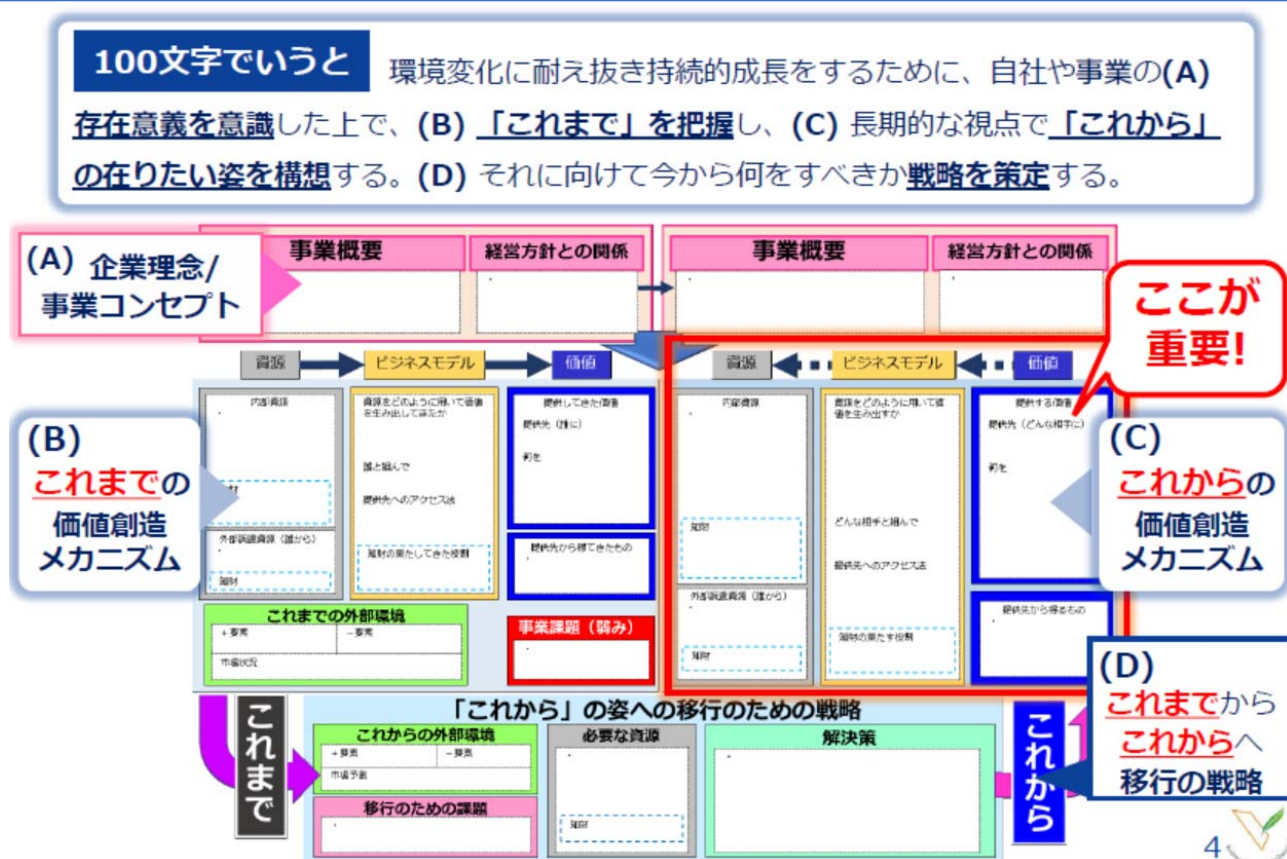 100文字でいうと 環境変化に耐え抜き持続的成長をするために、自社や事業の(A)
存在意義を意識した上で、(B) 「これまで」を把握し、(C) 長期的な視点で「これから」
の在りたい姿を構想する。(D) それに向けて今から何をすべきか戦略を策定する。
(A) 企業理念/
事業コンセプト
事業概要
経営方針との関係
事業概要
経営方針との関係
ここが
重要!
資源
ビジネスモデル
価値
資源
ビジネスモデル
価値
(B)
これまでの
価値創造
メカニズム
内部資源
知財
外部調達資源（誰から）
知財
資源をどのように用いて価値
を生み出してきたか
誰と組んで
提供先へのアクセス法
知財の果たしてきた役割
提供してきた価値
提供先（誰に）
何を
提供先から得てきたもの
これまでの外部環境
+要素
-要素
市場状況
事業課題（弱み）
内部資源
知財
外部調達資源（誰から）
知財
資源をどのように用いて価
値を生み出すか
どんな相手と組んで
提供先へのアクセス法
知財の果たす役割
提供する価値
提供先（どんな相手に）
何を
提供先から得るもの
(C)
これからの
価値創造
メカニズム
これまで
「これから」の姿への移行のための戦略
これからの外部環境
+要素
-要素
市場予測
移行のための課題
必要な資源
知財
解決策
これから
(D)
これまでから
これからへ
移行の戦略
4